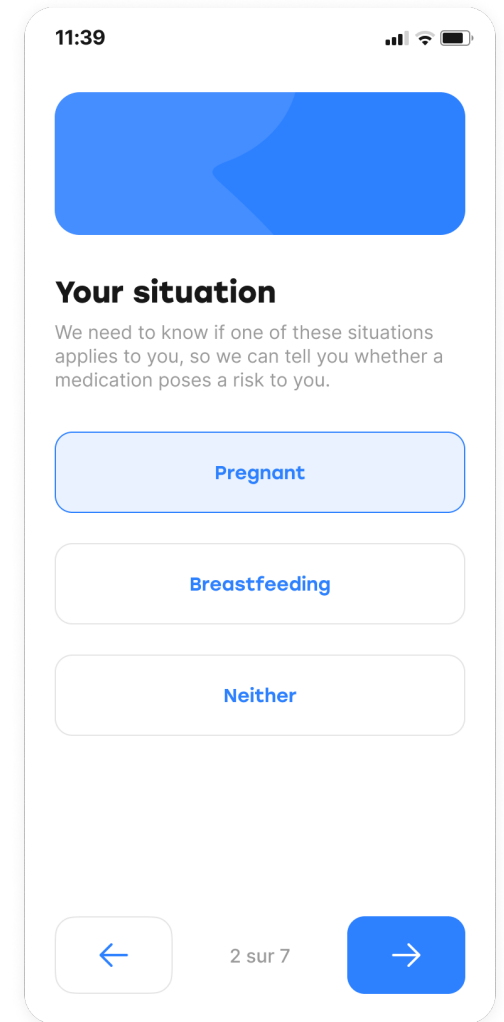 11:39
Your situation
We need to know if one of these situations
applies to you, so we can tell you whether a
medication poses a risk to you.
Pregnant
Breastfeeding
Neither
2 sur 7